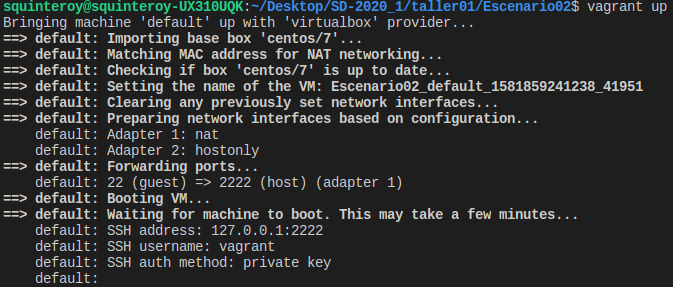 squinteroy@squinteroy-UX310UQK:~/Desktop/SD-2020_1/taller01/Escenario02$ vagrant up
Bringing machine 'default' up with 'virtualbox' provider...
==> default: Importing base box 'centos/7'...
==> default: Matching MAC address for NAT networking...
==> default: Checking if box 'centos/7' is up to date...
==> default: Setting the name of the VM: Escenario02_default_1581859241238_41951
==> default: Clearing any previously set network interfaces...
==> default: Preparing network interfaces based on configuration...
    default: Adapter 1: nat
    default: Adapter 2: hostonly
==> default: Forwarding ports...
    default: 22 (guest) => 2222 (host) (adapter 1)
==> default: Booting VM...
==> default: Waiting for machine to boot. This may take a few minutes...
    default: SSH address: 127.0.0.1:2222
    default: SSH username: vagrant
    default: SSH auth method: private key
    default: